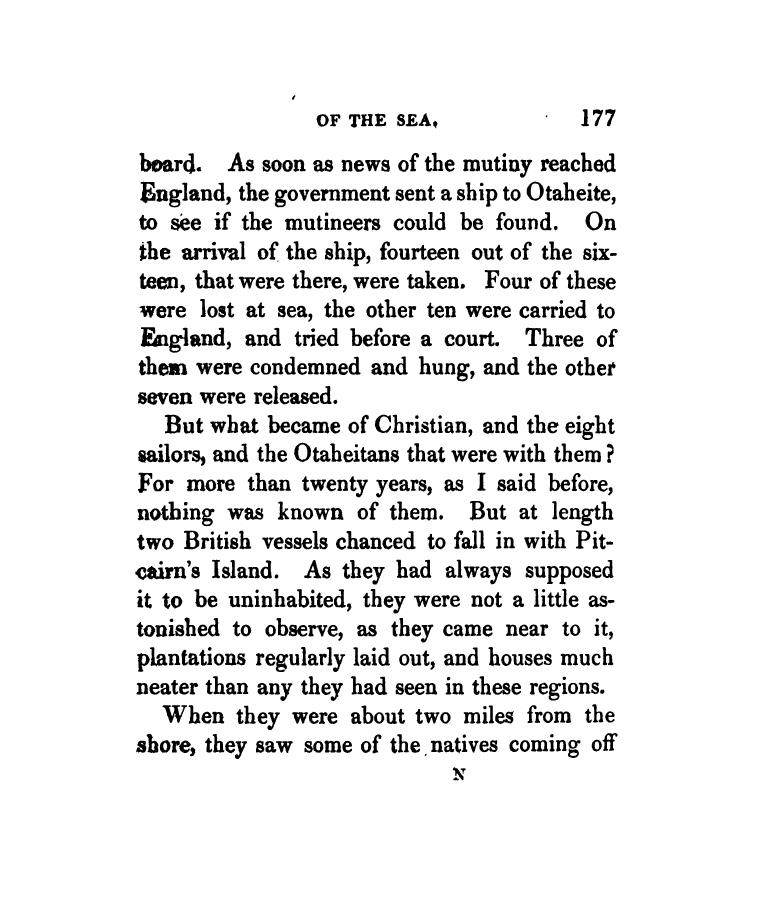 OF THE SEA, 177
board. As soon as news of the mutiny reached
England, the government sent a ship to Otaheite,
to see if the mutineers could be found. On
the arrival of the ship, fourteen out of the six-
teen, that were there, were taken. Four of these
were lost at sea, the other ten were carried to
England, and tried before a court. Three of
them were condemned and hung, and the other
seven were released.
But what became of Christian, and the eight
sailors, and the Otaheitans that were with them?
For more than twenty years, as I said before,
nothing was known of them. But at length
two British vessels chanced to fall in with Pit-
cairn's Island. As they had always supposed
it to be uninhabited, they were not a little as-
tonished to observe, as they came near to it,
plantations regularly laid out, and houses much
neater than any they had seen in these regions.
When they were about two miles from the
shore, they saw some of the natives coming off
N